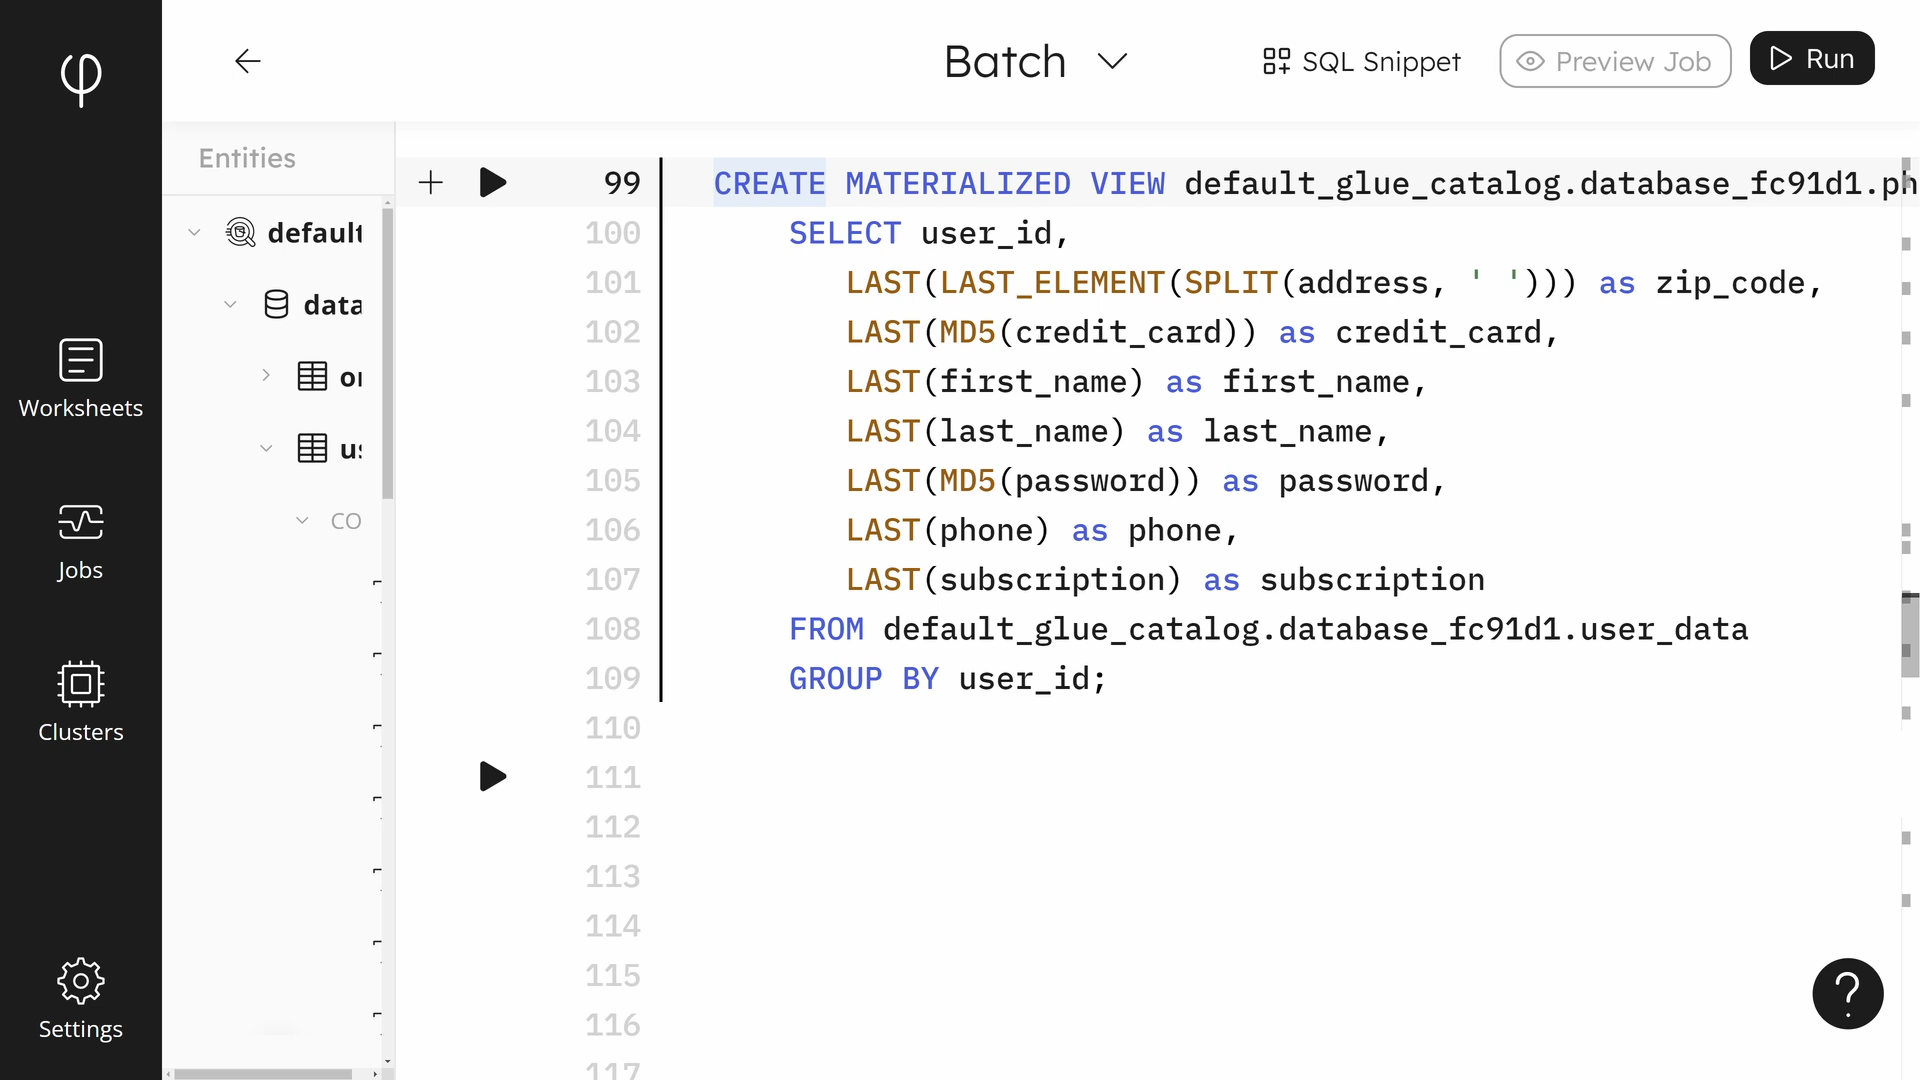 Batch
SQL Snippet
Preview Job
Run
Entities
default
data
CO
Worksheets
Jobs
Clusters
Settings
99 CREATE MATERIALIZED VIEW default_glue_catalog.database_fc91d1.ph
100 SELECT user_id,
101 LAST(LAST_ELEMENT(SPLIT(address, ' '))) as zip_code,
102 LAST(MD5(credit_card)) as credit_card,
103 LAST(first_name) as first_name,
104 LAST(last_name) as last_name,
105 LAST(MD5(password)) as password,
106 LAST(phone) as phone,
107 LAST(subscription) as subscription
108 FROM default_glue_catalog.database_fc91d1.user_data
109 GROUP BY user_id;
110
111
112
113
114
115
116
117
?